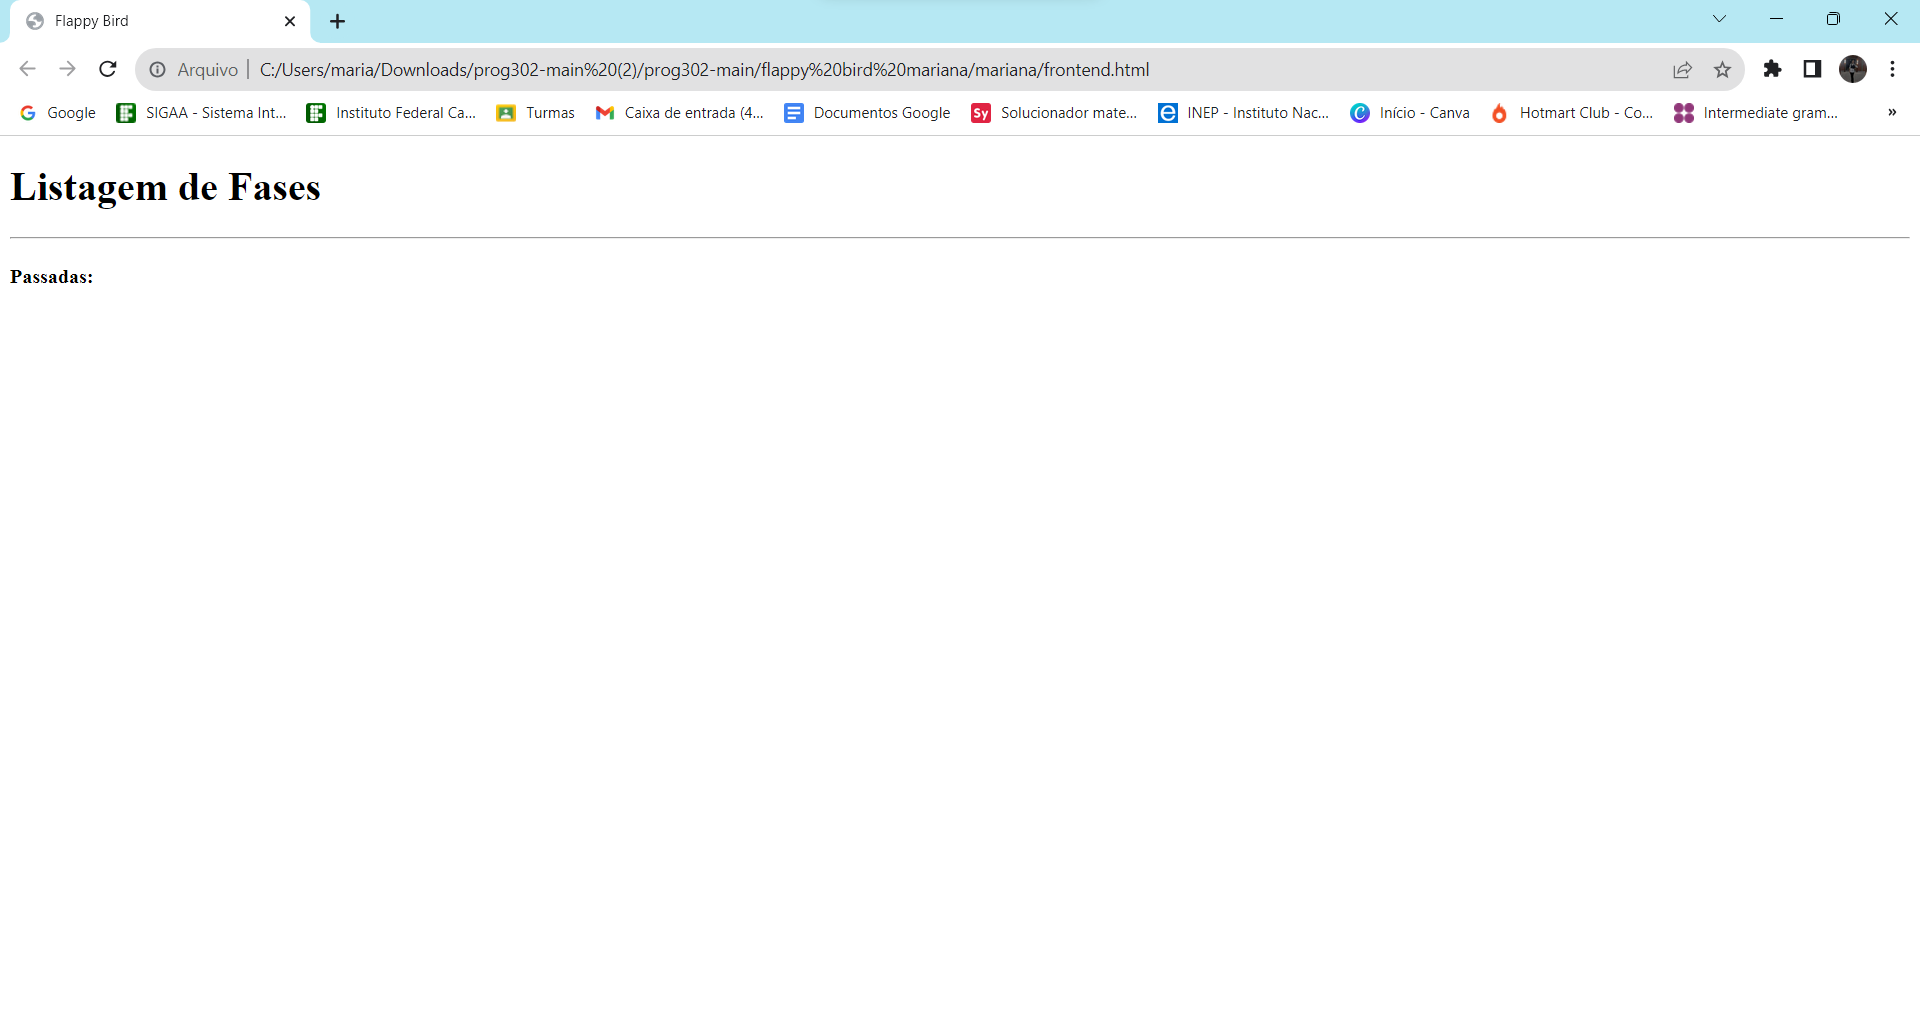 Flappy Bird
Arquivo | C:/Users/maria/Downloads/prog302-main%20(2)/prog302-main/flappy%20bird%20mariana/mariana/frontend.html
Google SIGAA - Sistema Int... Instituto Federal Ca... Turmas Caixa de entrada (4... Documentos Google Sy Solucionador mate... INEP - Instituto Nac... Início - Canva Hotmart Club - Co... Intermediate gram... »
Listagem de Fases
Passadas: